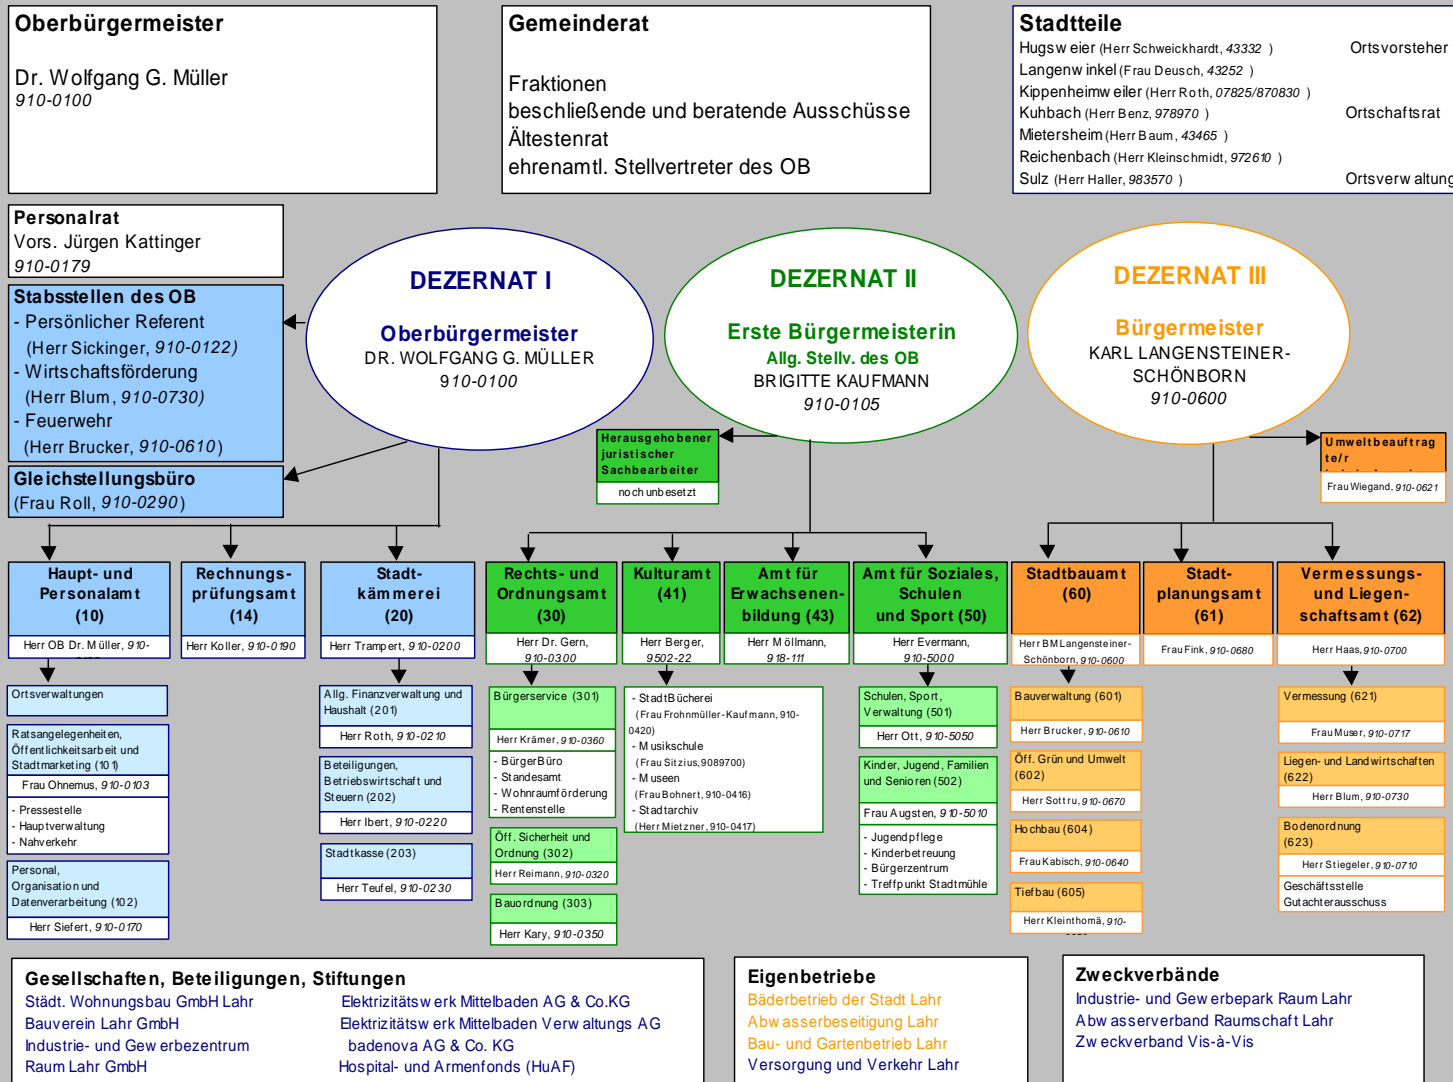 Oberbürgermeister
Dr. Wolfgang G. Müller
910-0100
Gemeinderat
Fraktionen
beschließende und beratende Ausschüsse
Ältestenrat
ehrenamtl. Stellvertreter des OB
Stadtteile
Hugsweier (Herr Schweickhardt, 43332 ) Ortsvorsteher
Langenwinkel (Frau Deusch, 43252 )
Kippenheimweiler (Herr Roth, 07825/870830 )
Kuhbach (Herr Benz, 978970 ) Ortschaftsrat
Mietersheim (Herr Baum, 43465 )
Reichenbach (Herr Kleinschmidt, 972610 )
Sulz (Herr Haller, 983570 ) Ortsverwaltung
Personalrat
Vors. Jürgen Kattinger
910-0179
Stabsstellen des OB
- Persönlicher Referent
(Herr Sickinger, 910-0122)
- Wirtschaftsförderung
(Herr Blum, 910-0730)
- Feuerwehr
(Herr Brucker, 910-0610)
Gleichstellungsbüro
(Frau Roll, 910-0290)
DEZERNAT I
Oberbürgermeister
DR. WOLFGANG G. MÜLLER
910-0100
DEZERNAT II
Erste Bürgermeisterin
Allg. Stellv. des OB
BRIGITTE KAUFMANN
910-0105
DEZERNAT III
Bürgermeister
KARL LANGENSTEINER-
SCHÖNBORN
910-0600
Herausgehobener
juristischer
Sachbearbeiter
noch unbesetzt
Umweltbeauftrag
te/r
Frau Wiegand, 910-0621
Haupt- und
Personalamt
(10)
Herr OB Dr. Müller, 910-
Rechnungs-
prüfungsamt
(14)
Herr Koller, 910-0190
Stadt-
kämmerei
(20)
Herr Trampert, 910-0200
Rechts- und
Ordnungsamt
(30)
Herr Dr. Gern,
910-0300
Kulturamt
(41)
Herr Berger,
9502-22
Amt für
Erwachsenen-
bildung (43)
Herr Möllmann,
918-111
Amt für Soziales,
Schulen
und Sport (50)
Herr Evermann,
910-5000
Stadtbauamt
(60)
Herr BM Langensteiner-
Schönborn, 910-0600
Stadt-
planungsamt
(61)
Frau Fink, 910-0680
Vermessungs-
und Liegen-
schaftsamt (62)
Herr Haas, 910-0700
Ortsverwaltungen
Ratsangelegenheiten,
Öffentlichkeitsarbeit und
Stadtmarketing (101)
Frau Ohnemus, 910-0103
- Pressestelle
- Hauptverwaltung
- Nahverkehr
Personal,
Organisation und
Datenverarbeitung (102)
Herr Siefert, 910-0170
Allg. Finanzverwaltung und
Haushalt (201)
Herr Roth, 910-0210
Beteiligungen,
Betriebswirtschaft und
Steuern (202)
Herr Ibert, 910-0220
Stadtkasse (203)
Herr Teufel, 910-0230
Bürgerservice (301)
Herr Krämer, 910-0360
- BürgerBüro
- Standesamt
- Wohnraumförderung
- Rentenstelle
Öff. Sicherheit und
Ordnung (302)
Herr Reimann, 910-0320
Bauordnung (303)
Herr Kary, 910-0350
- StadtBücherei
(Frau Frohnmüller-Kaufmann, 910-
0420)
- Musikschule
(Frau Sitzius, 9089700)
- Museen
(Frau Bohnert, 910-0416)
- Stadtarchiv
(Herr Mietzner, 910-0417)
Schulen, Sport,
Verwaltung (501)
Herr Ott, 910-5050
Kinder, Jugend, Familien
und Senioren (502)
Frau Augsten, 910-5010
- Jugendpflege
- Kinderbetreuung
- Bürgerzentrum
- Treffpunkt Stadtmühle
Bauverwaltung (601)
Herr Brucker, 910-0610
Öff. Grün und Umwelt
(602)
Herr Sottru, 910-0670
Hochbau (604)
Frau Kabisch, 910-0640
Tiefbau (605)
Herr Kleinthomä, 910-
Vermessung (621)
Frau Muser, 910-0717
Liegen- und Landwirtschaften
(622)
Herr Blum, 910-0730
Bodenordnung
(623)
Herr Stiegeler, 910-0710
Geschäftsstelle
Gutachterausschuss
Gesellschaften, Beteiligungen, Stiftungen
Städt. Wohnungsbau GmbH Lahr
Bauverein Lahr GmbH
Industrie- und Gewerbezentrum
Raum Lahr GmbH
Elektrizitätswerk Mittelbaden AG & Co.KG
Elektrizitätswerk Mittelbaden Verwaltungs AG
badenova AG & Co. KG
Hospital- und Armenfonds (HuAF)
Eigenbetriebe
Bäderbetrieb der Stadt Lahr
Abwasserbeseitigung Lahr
Bau- und Gartenbetrieb Lahr
Versorgung und Verkehr Lahr
Zweckverbände
Industrie- und Gewerbepark Raum Lahr
Abwasserverband Raumschaft Lahr
Zweckverband Vis-à-Vis